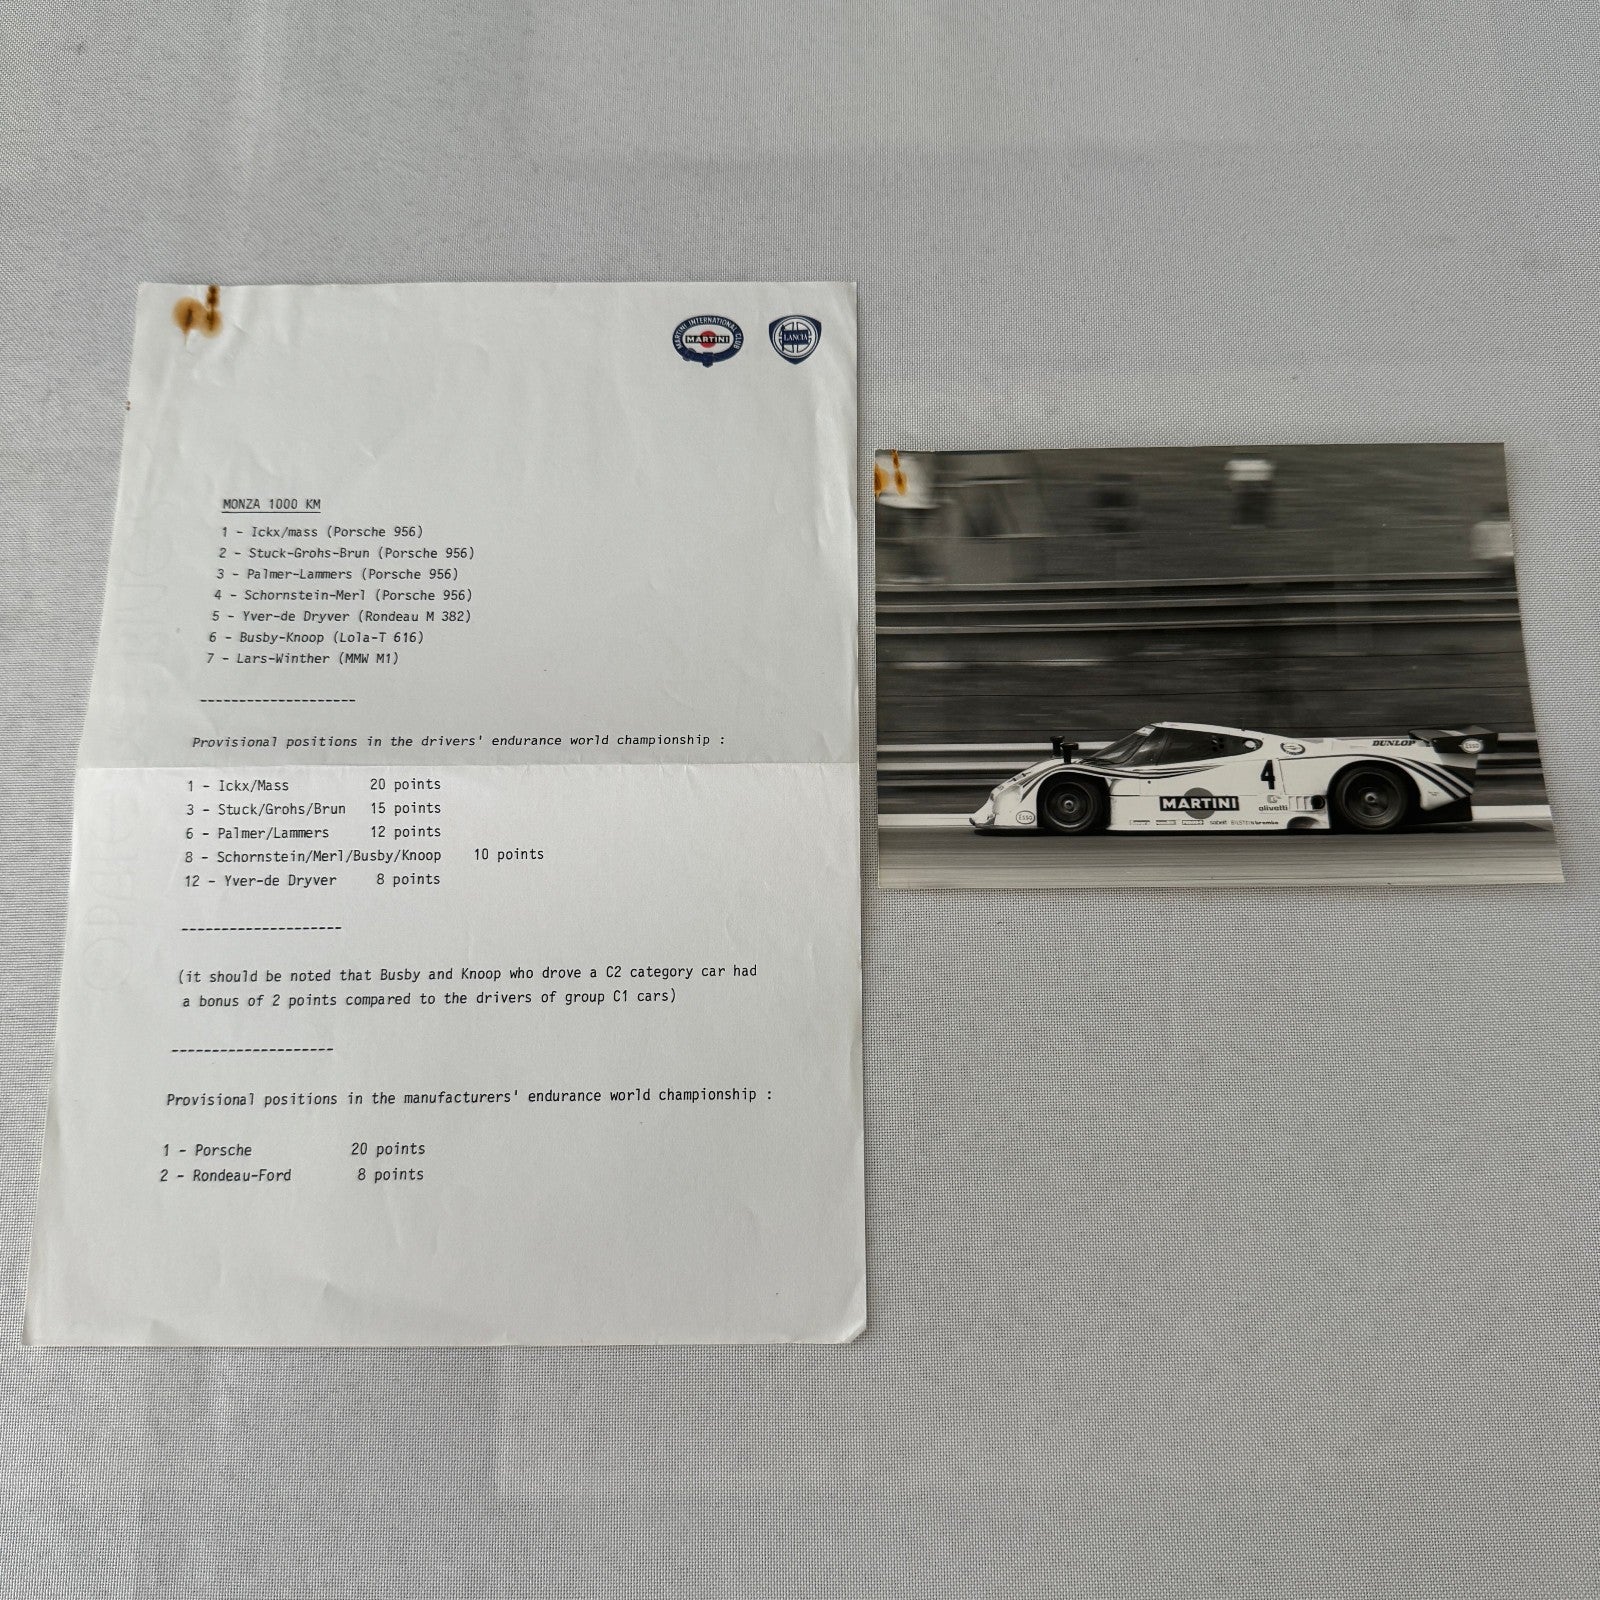 MARTINI INTERNATIONAL CLUB
MARTINI
LANCIA
MONZA 1000 KM
1 - Ickx/mass (Porsche 956)
2 - Stuck-Grohs-Brun (Porsche 956)
3 - Palmer-Lammers (Porsche 956)
4 - Schornstein-Merl (Porsche 956)
5 - Yver-de Dryver (Rondeau M 382)
6 - Busby-Knoop (Lola-T 616)
7 - Lars-Winther (MMW M1)
--------------------
Provisional positions in the drivers' endurance world championship :
1 - Ickx/Mass 20 points
3 - Stuck/Grohs/Brun 15 points
6 - Palmer/Lammers 12 points
8 - Schornstein/Merl/Busby/Knoop 10 points
12 - Yver-de Dryver 8 points
--------------------
(it should be noted that Busby and Knoop who drove a C2 category car had
a bonus of 2 points compared to the drivers of group C1 cars)
--------------------
Provisional positions in the manufacturers' endurance world championship :
1 - Porsche 20 points
2 - Rondeau-Ford 8 points
DUNLOP
Esso
4
MARTINI
olivetti
Esso
sabelt BILSTEIN brembo